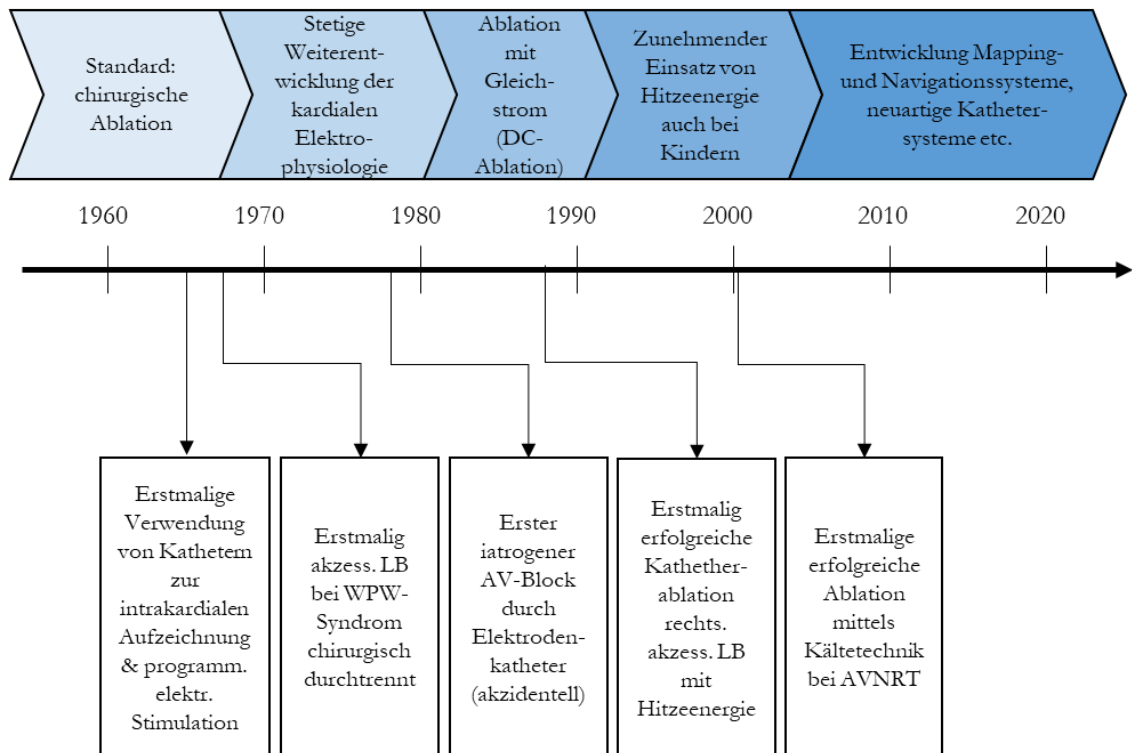 Standard:
chirurgische
Ablation
Stetige
Weiterent-
wicklung der
kardialen
Elektro-
physiologie
Ablation
mit
Gleich-
strom
(DC-
Ablation)
Zunehmender
Einsatz von
Hitzeenergie
auch bei
Kindern
Entwicklung Mapping-
und Navigationssysteme,
neuartige Katheter-
systeme etc.
1960 1970 1980 1990 2000 2010 2020
Erstmalige
Verwendung
von Kathetern
zur
intrakardialen
Aufzeichnung
& programm.
elektr.
Stimulation
Erstmalig
akzess. LB
bei WPW-
Syndrom
chirurgisch
durchtrennt
Erster
iatrogener
AV-Block
durch
Elektroden-
katheter
(akzidentell)
Erstmalig
erfolgreiche
Kathether-
ablation
rechts.
akzess. LB
mit
Hitzeenergie
Erstmalige
erfolgreiche
Ablation
mittels
Kältetechnik
bei AVNRT